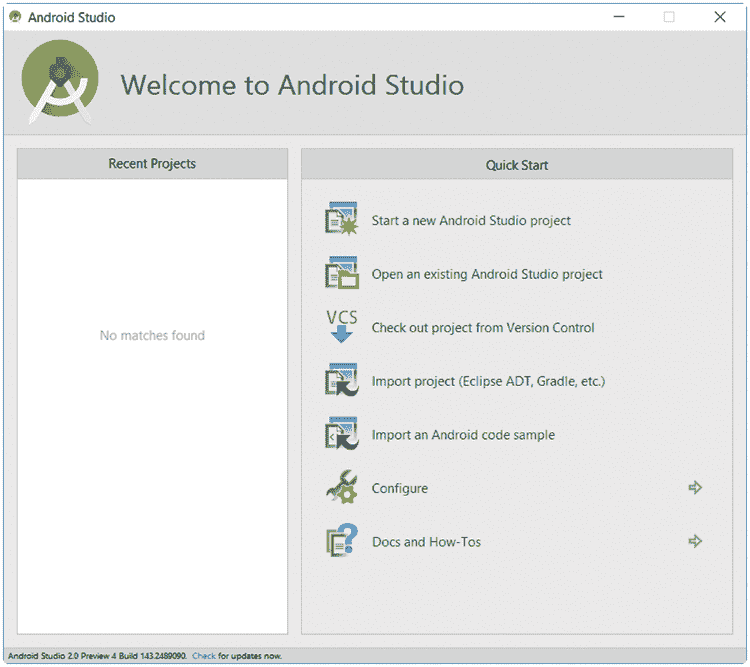 Android Studio
Welcome to Android Studio
Recent Projects
No matches found
Quick Start
Start a new Android Studio project
Open an existing Android Studio project
VCS
Check out project from Version Control
Import project (Eclipse ADT, Gradle, etc.)
Import an Android code sample
Configure
Docs and How-Tos
Android Studio 2.0 Preview 4 Build 143.2489090. Check for updates now.